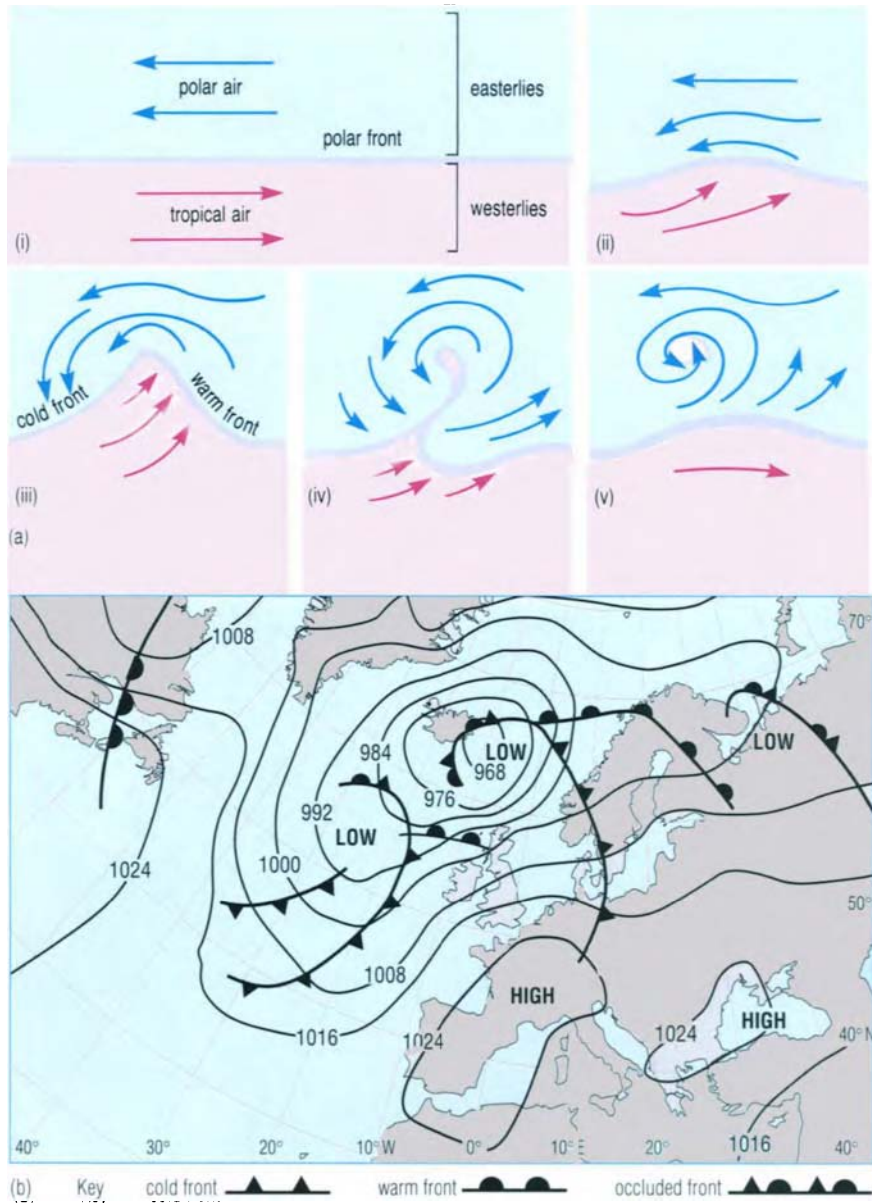 polar air
easterlies
polar front
tropical air
westerlies
(i)
(ii)
cold front
warm front
(iii)
(iv)
(v)
(a)
1008
70°
984
LOW
968
LOW
976
992
LOW
1000
1024
50°
1008
HIGH
1016
1024
1024
HIGH
40° N
1016
40°
30°
20°
10°W
0°
10°E
20°
30°
40°
(b) Key cold front warm front occluded front